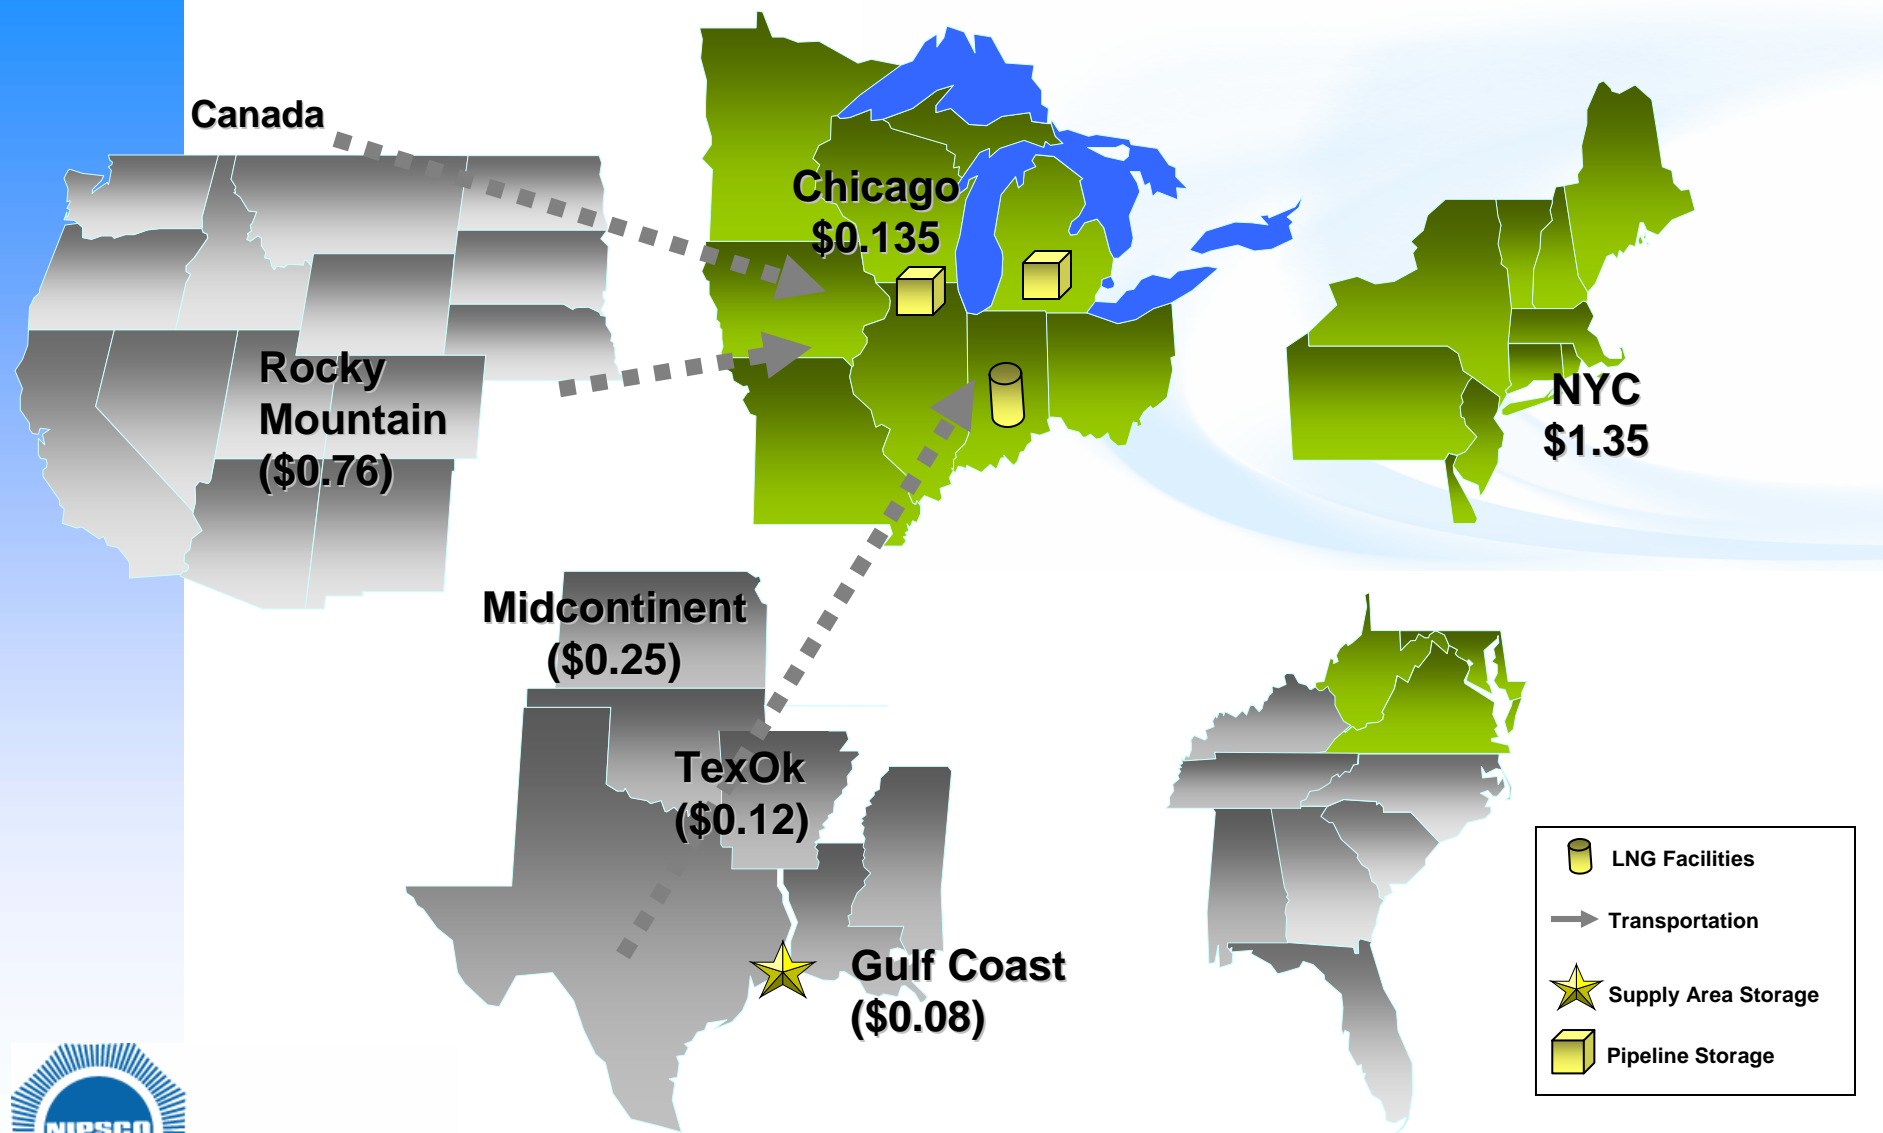 Canada
Chicago
$0.135
Rocky
Mountain
($0.76)
NYC
$1.35
Midcontinent
($0.25)
TexOk
($0.12)
Gulf Coast
($0.08)
LNG Facilities
Transportation
Supply Area Storage
Pipeline Storage
NIPSCO